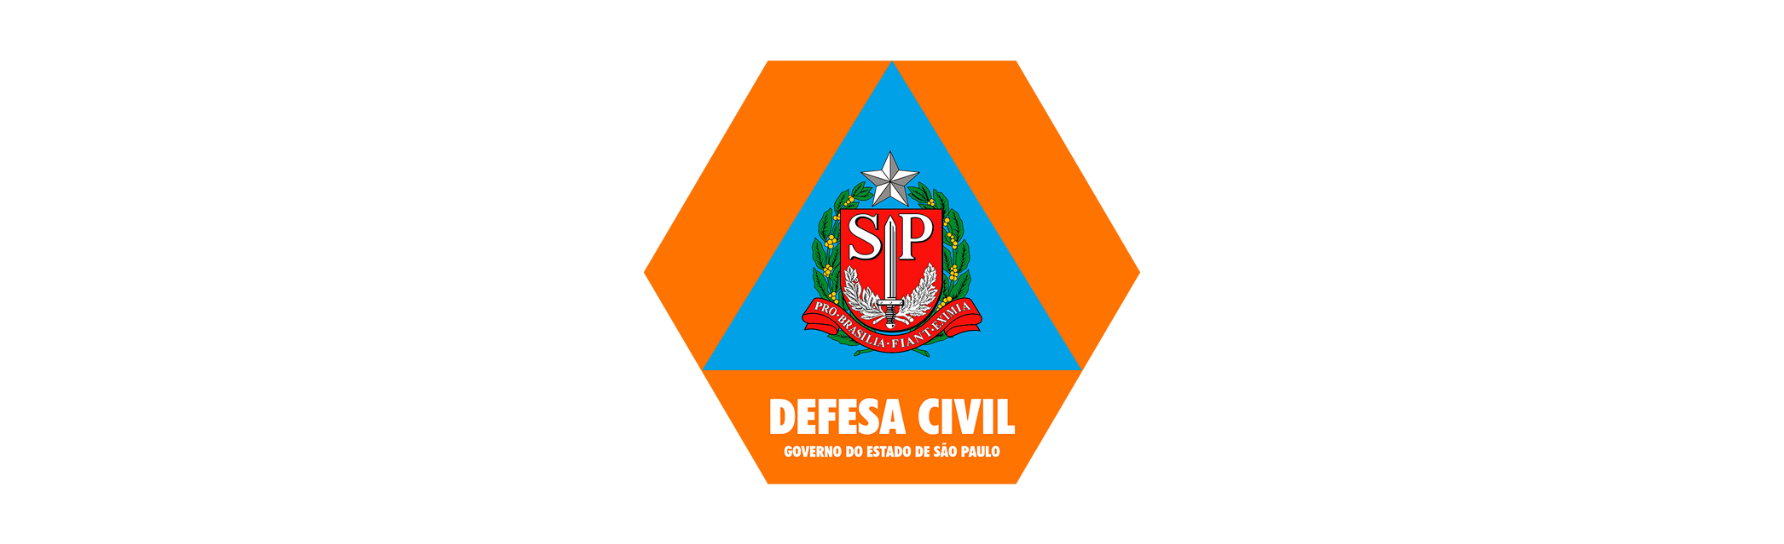 SP
PRO·BRASILIA·FIANT·EXIMIA
DEFESA CIVIL
GOVERNO DO ESTADO DE SÃO PAULO